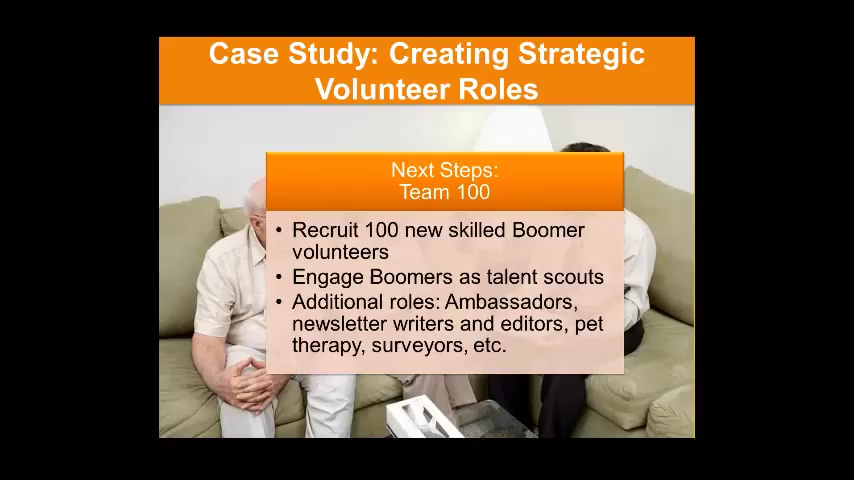 Case Study: Creating Strategic
Volunteer Roles
Next Steps:
Team 100
• Recruit 100 new skilled Boomer
volunteers
• Engage Boomers as talent scouts
• Additional roles: Ambassadors,
newsletter writers and editors, pet
therapy, surveyors, etc.